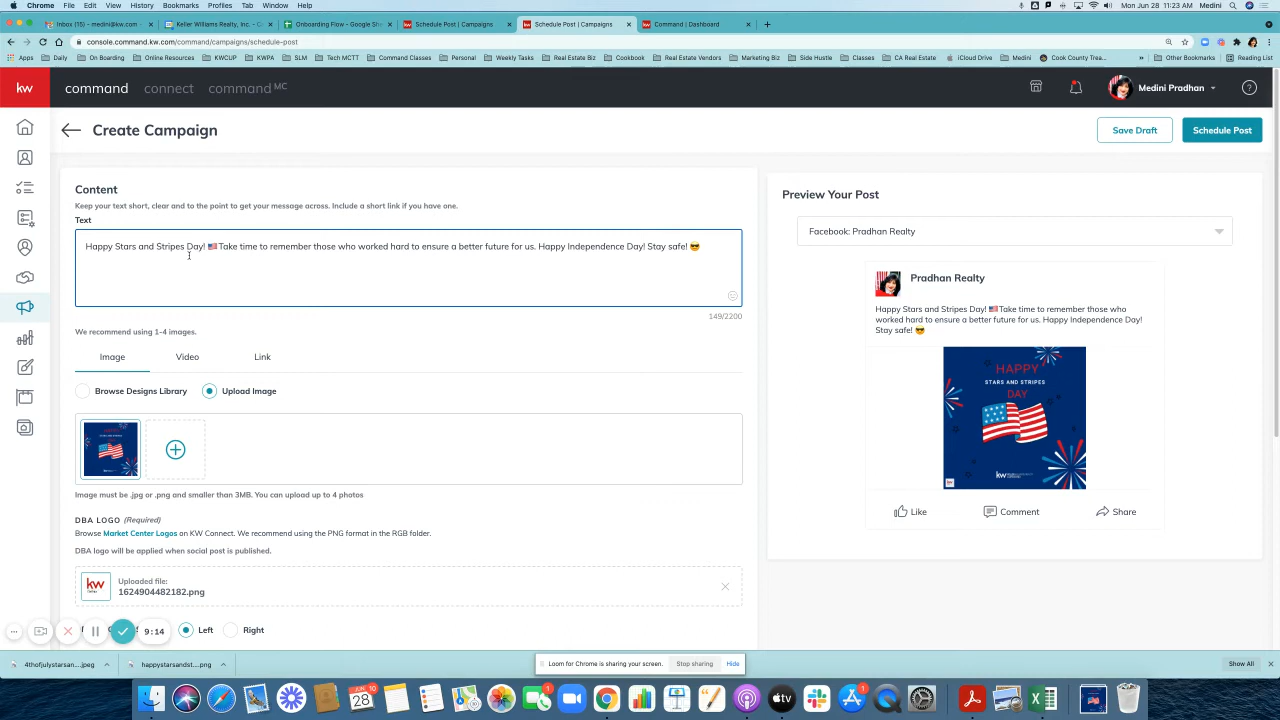 Chrome File Edit View History Bookmarks Profiles Tab Window Help
Mon Jun 28 11:23 AM Medini
Inbox (15) - medini@kw.com
Keller Williams Realty, Inc. - C
Onboarding Flow - Google She
Schedule Post | Campaigns
Schedule Post | Campaigns
Command | Dashboard
console.command.kw.com/command/campaigns/schedule-post
Apps Daily On Boarding Online Resources KWCUP KWPA SLM Tech MCTT Command Classes Personal Weekly Tasks Real Estate Cookbook Real Estate Vendors Marketing Biz Side Hustle Classes CA Real Estate iCloud Drive Medini Cook County Trea... » Other Bookmarks Reading List
kw command connect command MC Medini Pradhan
Create Campaign
Save Draft
Schedule Post
Content
Keep your text short, clear and to the point to get your message across. Include a short link if you have one.
Text
Happy Stars and Stripes Day! 🇺🇸Take time to remember those who worked hard to ensure a better future for us. Happy Independence Day! Stay safe! 😎
149/2200
We recommend using 1-4 images.
Image Video Link
Browse Designs Library Upload Image
Image must be .jpg or .png and smaller than 3MB. You can upload up to 4 photos
DBA LOGO (Required)
Browse Market Center Logos on KW Connect. We recommend using the PNG format in the RGB folder.
DBA logo will be applied when social post is published.
kw
Uploaded file:
1624904482182.png
Left Right
9:14
Preview Your Post
Facebook: Pradhan Realty
Pradhan Realty
Happy Stars and Stripes Day! 🇺🇸Take time to remember those who
worked hard to ensure a better future for us. Happy Independence Day!
Stay safe! 😎
HAPPY
STARS AND STRIPES
DAY
kw
Like Comment Share
4thofjulystarsan....jpeg
happystarsandst....png
Loom for Chrome is sharing your screen. Stop sharing Hide
Show All
JUN 28